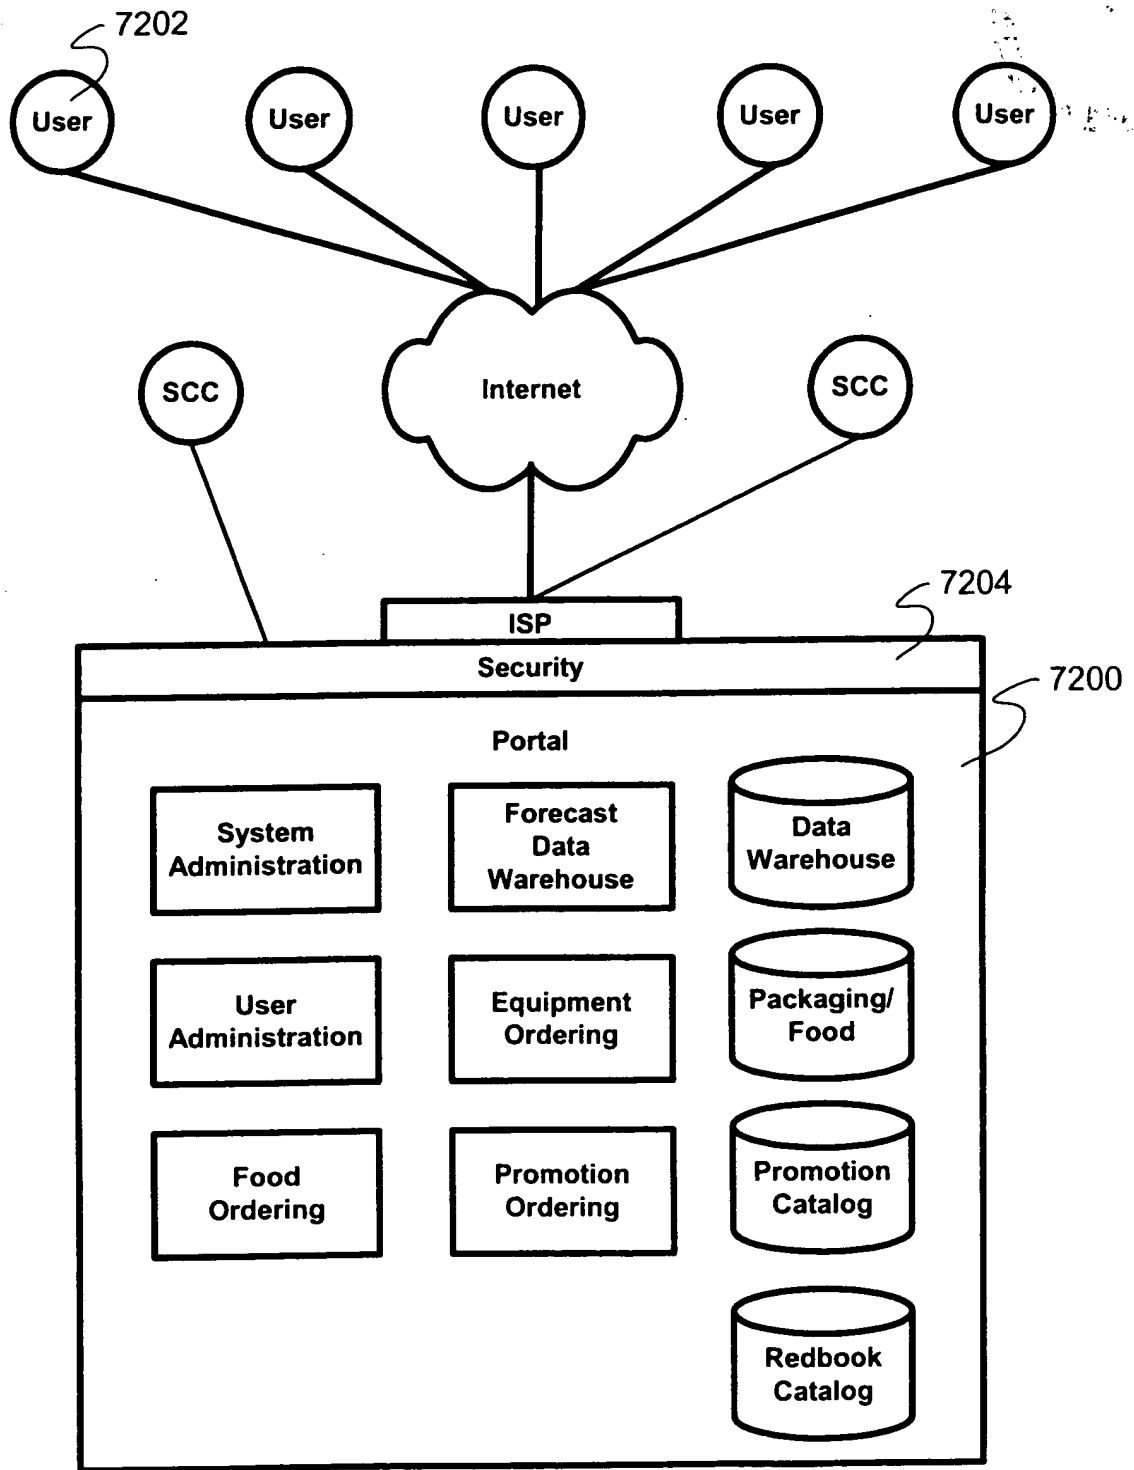 7202
User
User
User
User
User
SCC
Internet
SCC
7204
ISP
Security
7200
Portal
System
Administration
Forecast
Data
Warehouse
Data
Warehouse
User
Administration
Equipment
Ordering
Packaging/
Food
Food
Ordering
Promotion
Ordering
Promotion
Catalog
Redbook
Catalog